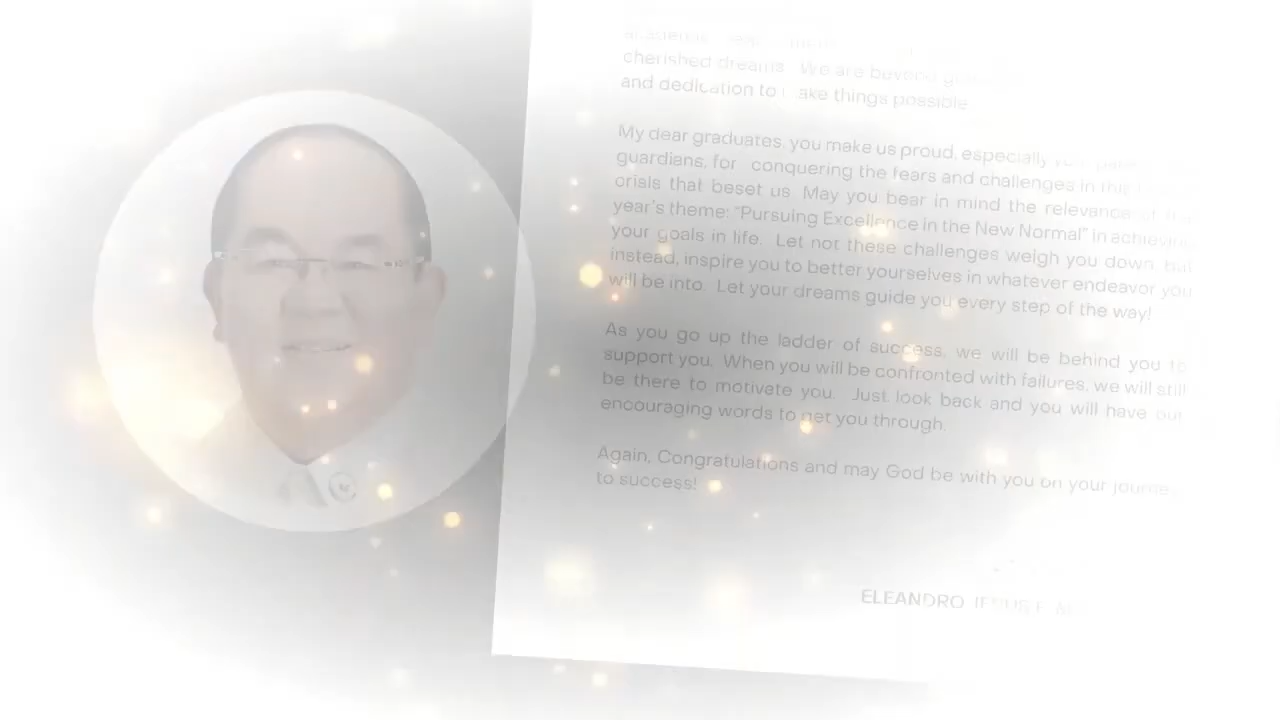 cherished dreams. We are beyond
and dedication to make things possible.
My dear graduates, you make us proud, especially
guardians, for conquering the fears and challenges in this
crisis that beset us. May you bear in mind the relevance of the
year's theme: "Pursuing Excellence in the New Normal" in achieving
your goals in life. Let not these challenges weigh you down, but
instead, inspire you to better yourselves in whatever endeavor you
will be into. Let your dreams guide you every step of the way!
As you go up the ladder of success, we will be behind you to
support you. When you will be confronted with failures, we will still
be there to motivate you. Just look back and you will have our
encouraging words to get you through.
Again, Congratulations and may God be with you on your journey
to success!
ELEANDRO